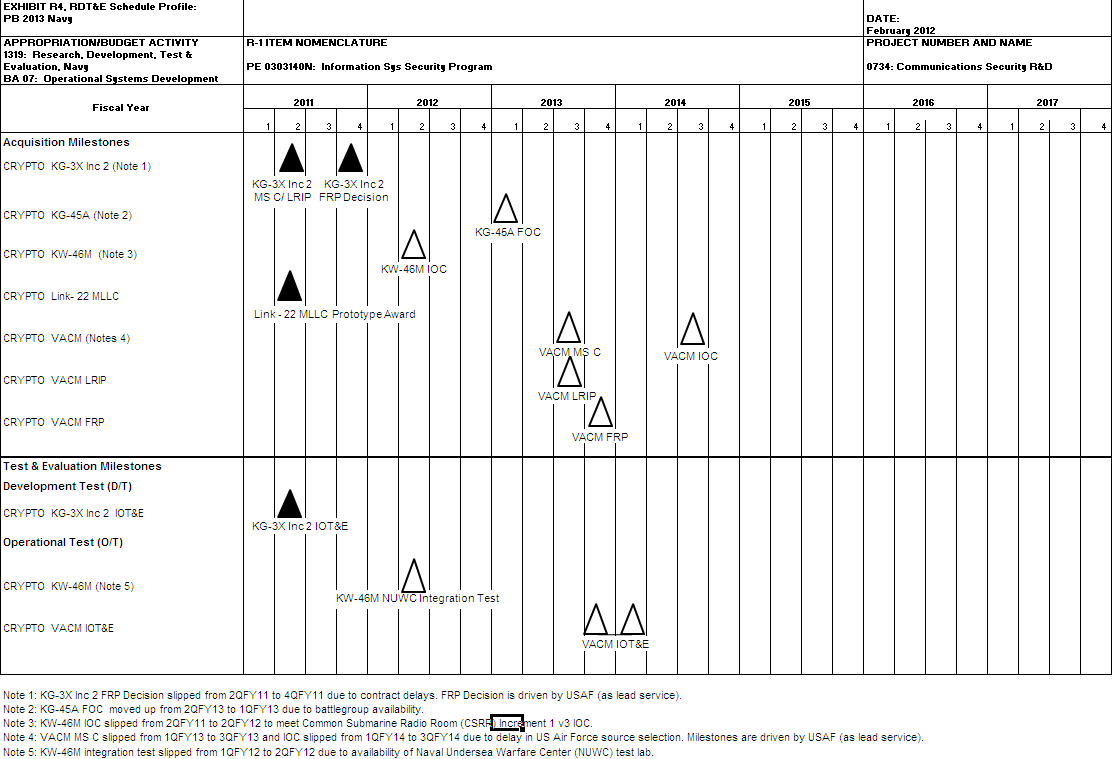 EXHIBIT R4, RDT&E Schedule Profile:
PB 2013 Navy
DATE:
February 2012
APPROPRIATION/BUDGET ACTIVITY
1319: Research, Development, Test &
Evaluation, Navy
BA 07: Operational Systems Development
R-1 ITEM NOMENCLATURE
PE 0303140N: Information Sys Security Program
PROJECT NUMBER AND NAME
0734: Communications Security R&D
Fiscal Year
2011 2012 2013 2014 2015 2016 2017
1 2 3 4 1 2 3 4 1 2 3 4 1 2 3 4 1 2 3 4 1 2 3 4 1 2 3 4
Acquisition Milestones
CRYPTO KG-3X Inc 2 (Note 1)
KG-3X Inc 2
MS C/ LRIP
KG-3X Inc 2
FRP Decision
CRYPTO KG-45A (Note 2)
KG-45A FOC
CRYPTO KW-46M (Note 3)
KW-46M IOC
CRYPTO Link- 22 MLLC
Link - 22 MLLC Prototype Award
CRYPTO VACM (Notes 4)
VACM MS C
VACM IOC
CRYPTO VACM LRIP
VACM LRIP
CRYPTO VACM FRP
VACM FRP
Test & Evaluation Milestones
Development Test (D/T)
CRYPTO KG-3X Inc 2 IOT&E
KG-3X Inc 2 IOT&E
Operational Test (O/T)
CRYPTO KW-46M (Note 5)
KW-46M NUWC Integration Test
CRYPTO VACM IOT&E
VACM IOT&E
Note 1: KG-3X Inc 2 FRP Decision slipped from 2QFY11 to 4QFY11 due to contract delays. FRP Decision is driven by USAF (as lead service).
Note 2: KG-45A FOC moved up from 2QFY13 to 1QFY13 due to battlegroup availability.
Note 3: KW-46M IOC slipped from 2QFY11 to 2QFY12 to meet Common Submarine Radio Room (CSRR) Increment 1 v3 IOC.
Note 4: VACM MS C slipped from 1QFY13 to 3QFY13 and IOC slipped from 1QFY14 to 3QFY14 due to delay in US Air Force source selection. Milestones are driven by USAF (as lead service).
Note 5: KW-46M integration test slipped from 1QFY12 to 2QFY12 due to availability of Naval Undersea Warfare Center (NUWC) test lab.